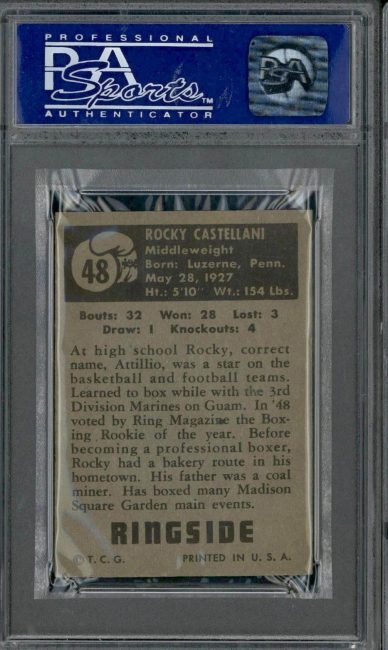 PROFESSIONAL
PSA
Sports™
AUTHENTICATOR
PSA
48
ROCKY CASTELLANI
Middleweight
Born: Luzerne, Penn.
May 28, 1927
Ht.: 5'10" Wt.: 154 Lbs.
Bouts: 32 Won: 28 Lost: 3
Draw: 1 Knockouts: 4
At high school Rocky, correct
name, Attillio, was a star on the
basketball and football teams.
Learned to box while with the 3rd
Division Marines on Guam. In '48
voted by Ring Magazine the Box-
ing Rookie of the year. Before
becoming a professional boxer,
Rocky had a bakery route in his
hometown. His father was a coal
miner. Has boxed many Madison
Square Garden main events.
RINGSIDE
© T. C. G. PRINTED IN U. S. A.